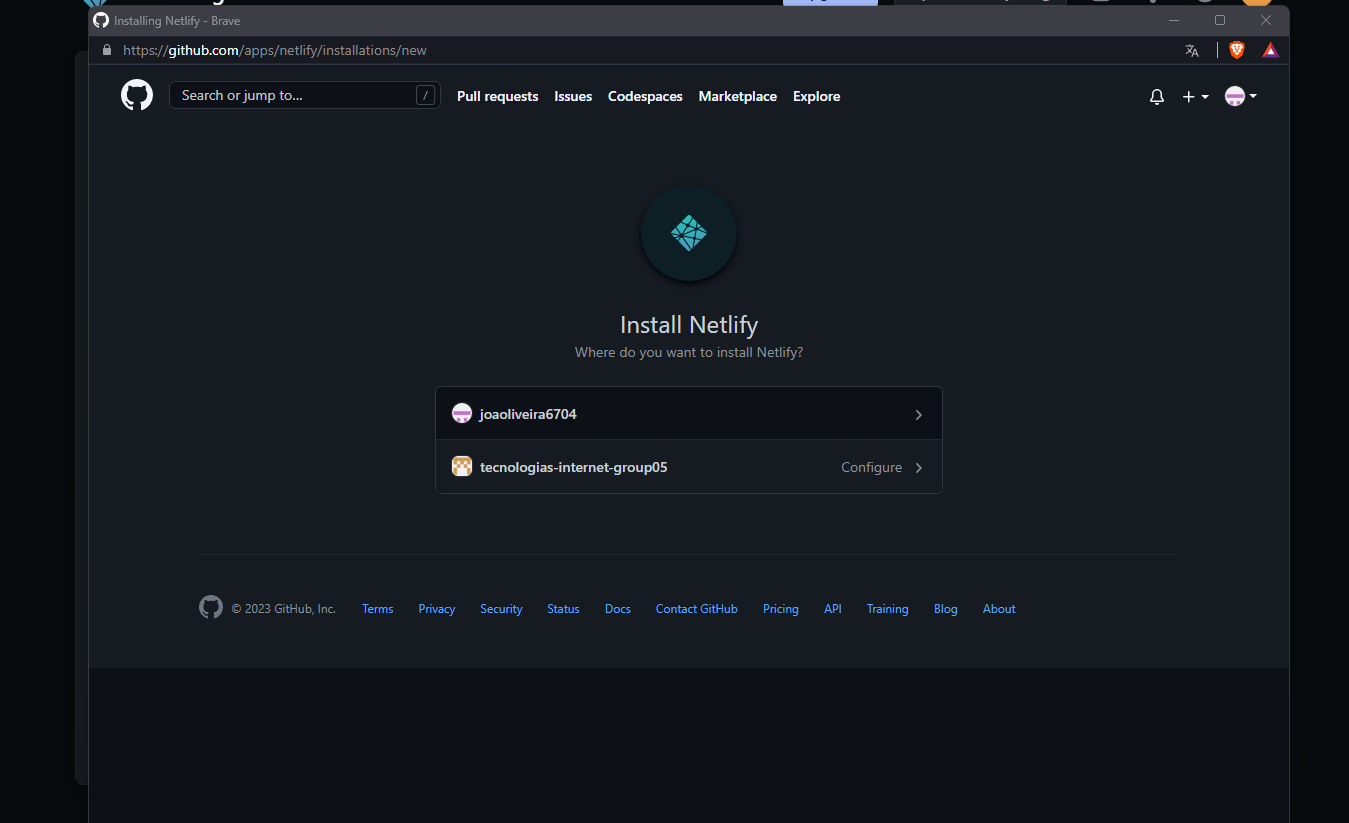 Installing Netlify - Brave
https://github.com/apps/netlify/installations/new
Search or jump to... /
Pull requests Issues Codespaces Marketplace Explore
Install Netlify
Where do you want to install Netlify?
joaoliveira6704
tecnologias-internet-group05 Configure
© 2023 GitHub, Inc. Terms Privacy Security Status Docs Contact GitHub Pricing API Training Blog About